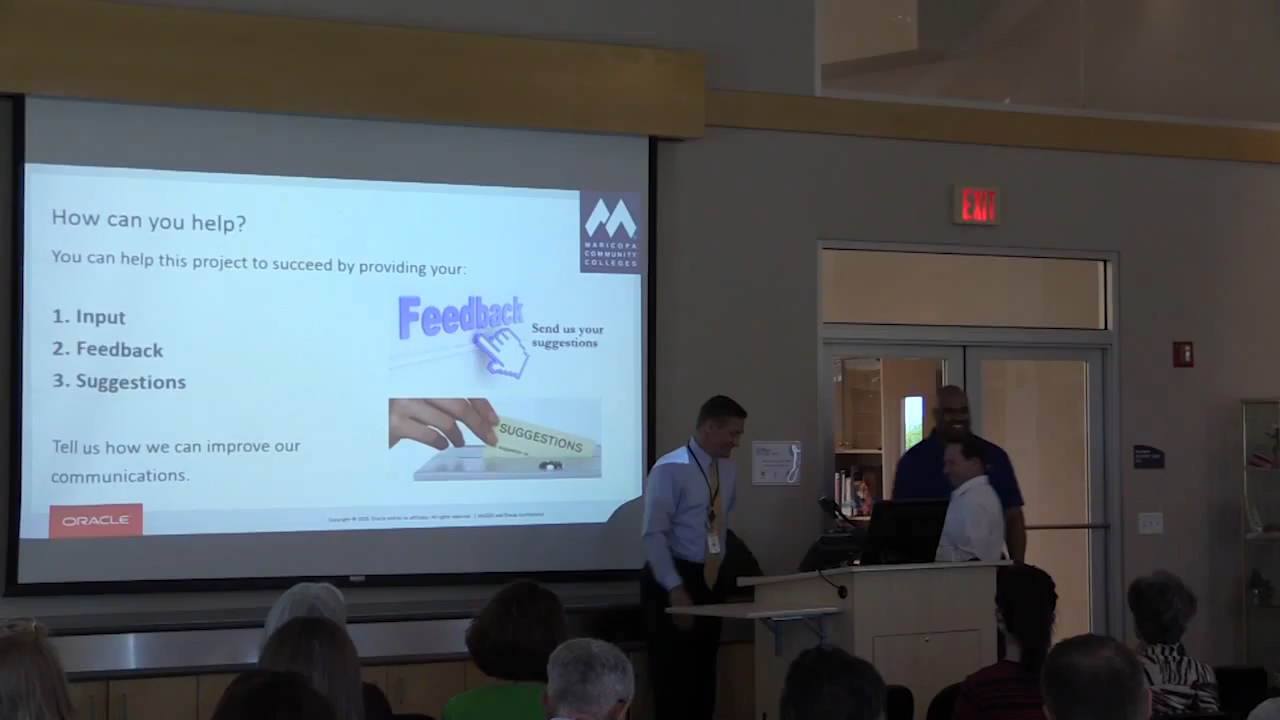 How can you help?
You can help this project to succeed by providing your:
1. Input
2. Feedback
3. Suggestions
Tell us how we can improve our
communications.
Feedback
Send us your
suggestions
SUGGESTIONS
MARICOPA
COMMUNITY
COLLEGES
ORACLE
EXIT